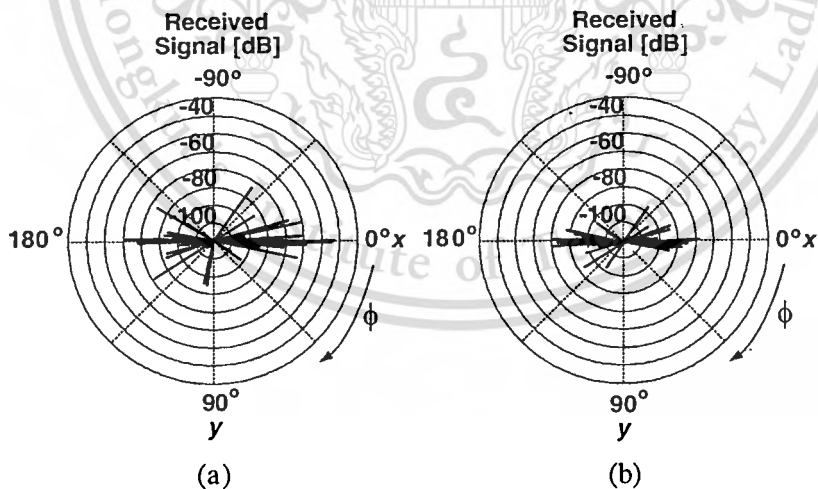 Received
Signal [dB]
-90°
-40
-60
-80
-100
180°
0° x
ϕ
90°
y
(a)
Received
Signal [dB]
-90°
-40
-60
-80
-100
180°
0° x
ϕ
90°
y
(b)